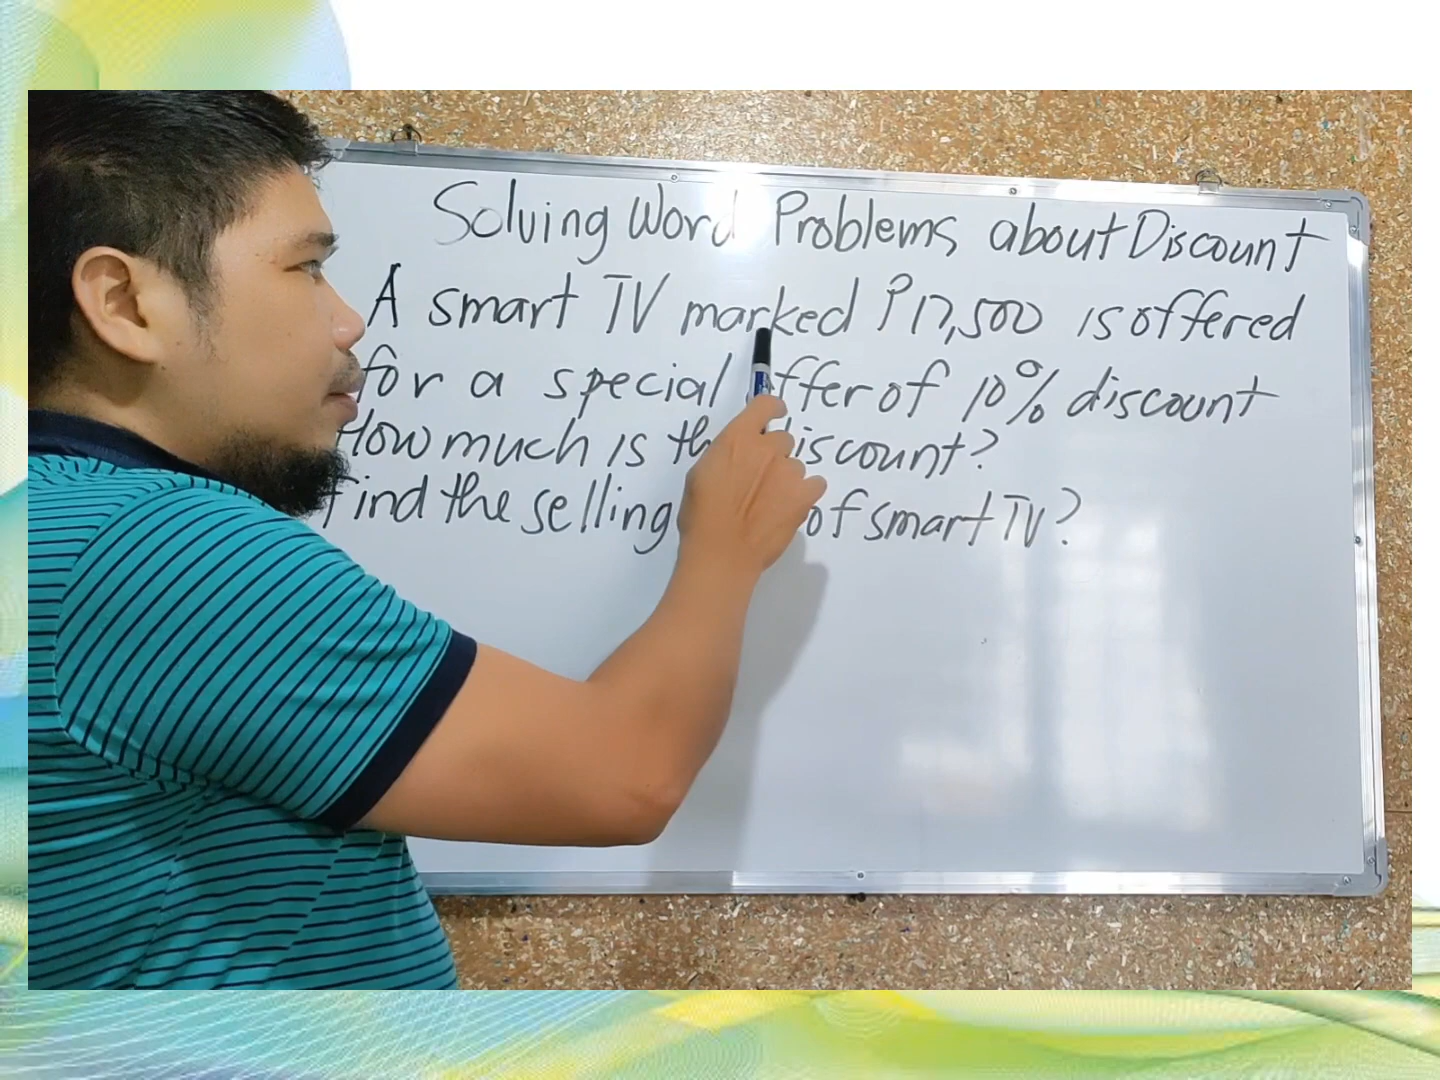 Solving Word Problems about Discount
A smart TV marked ₱17,500 is offered
for a special offer of 10% discount
How much is the discount?
Find the selling of smart TV?